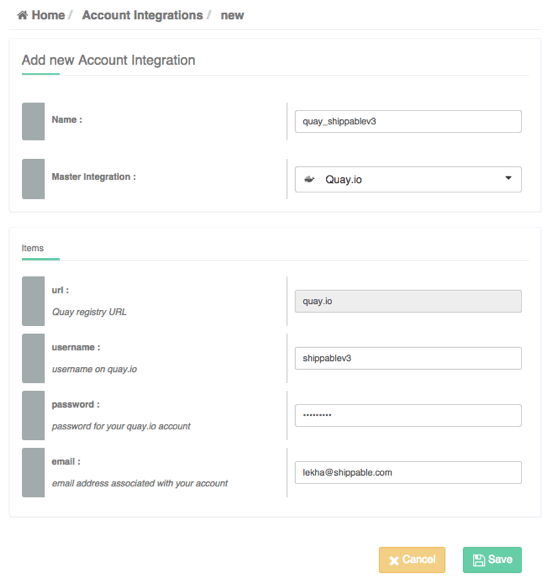 Home / Account Integrations / new
Add new Account Integration
Name :
quay_shippablev3
Master Integration :
Quay.io
Items
url :
quay.io
Quay registry URL
username :
shippablev3
username on quay.io
password :
•••••••••
password for your quay.io account
email :
lekha@shippable.com
email address associated with your account
Cancel
Save